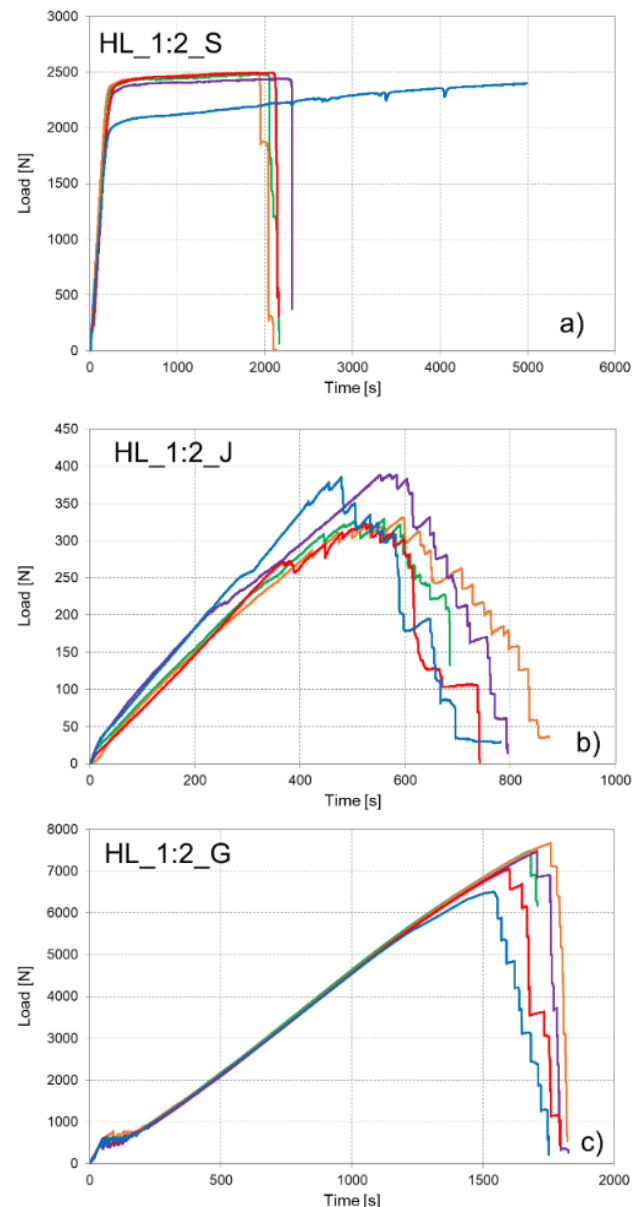 HL_1:2_S
3000
2500
2000
1500
1000
500
0
Load [N]
a)
0 1000 2000 3000 4000 5000 6000
Time [s]
HL_1:2_J
450
400
350
300
250
200
150
100
50
0
Load [N]
b)
0 200 400 600 800 1000
Time [s]
HL_1:2_G
8000
7000
6000
5000
4000
3000
2000
1000
0
Load [N]
c)
0 500 1000 1500 2000
Time [s]